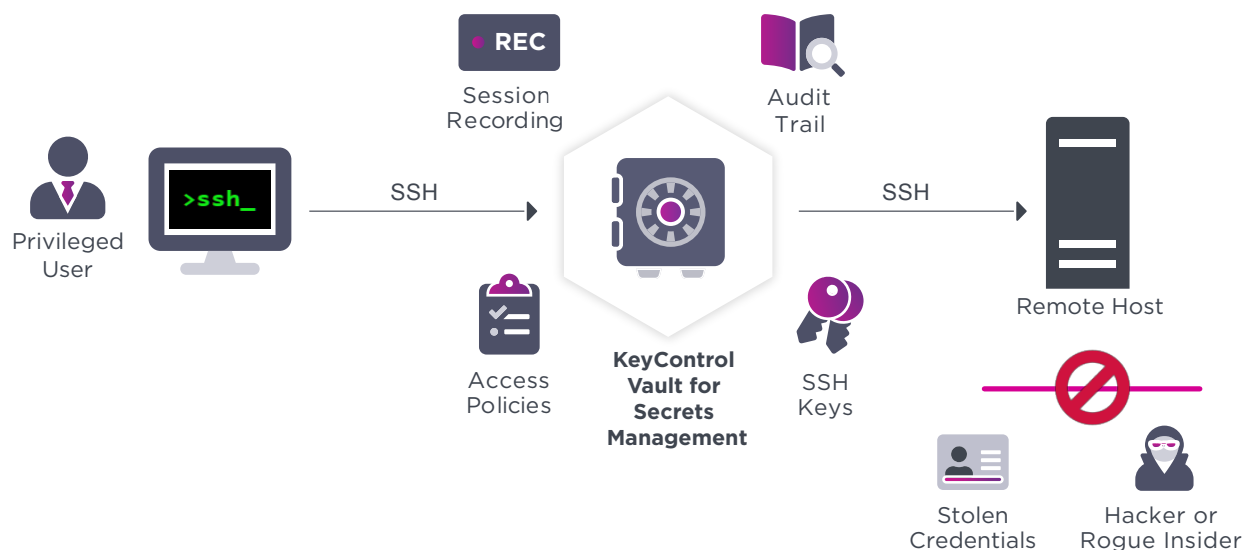 REC
Session
Recording
Audit
Trail
>ssh_
Privileged
User
SSH
SSH
Remote Host
Access
Policies
KeyControl
Vault for
Secrets
Management
SSH
Keys
Stolen
Credentials
Hacker or
Rogue Insider